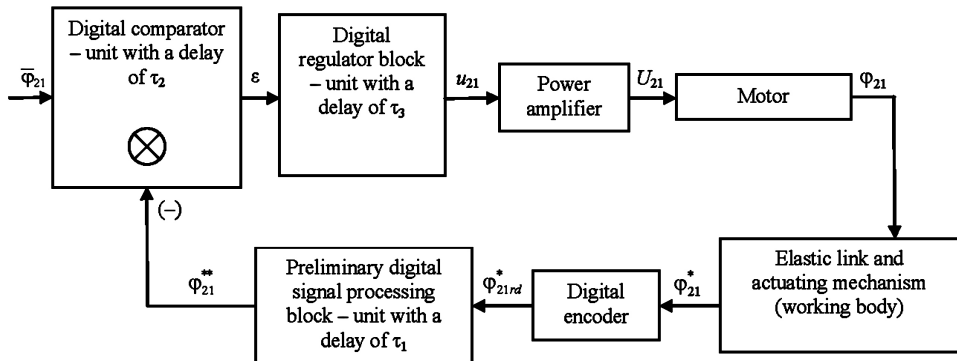 Digital comparator
– unit with a delay
of τ₂
φ̅₂₁
(–)
ε
Digital
regulator block
– unit with a
delay of τ₃
u₂₁
Power
amplifier
U₂₁
Motor
φ₂₁
Elastic link and
actuating mechanism
(working body)
φ*₂₁
Digital
encoder
φ*₂₁rd
Preliminary digital
signal processing
block – unit with a
delay of τ₁
φ**₂₁